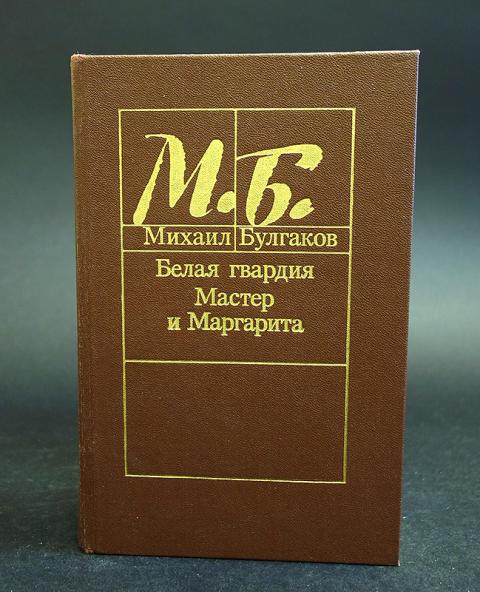 М.Б.
Михаил Булгаков
Белая гвардия
Мастер
и Маргарита